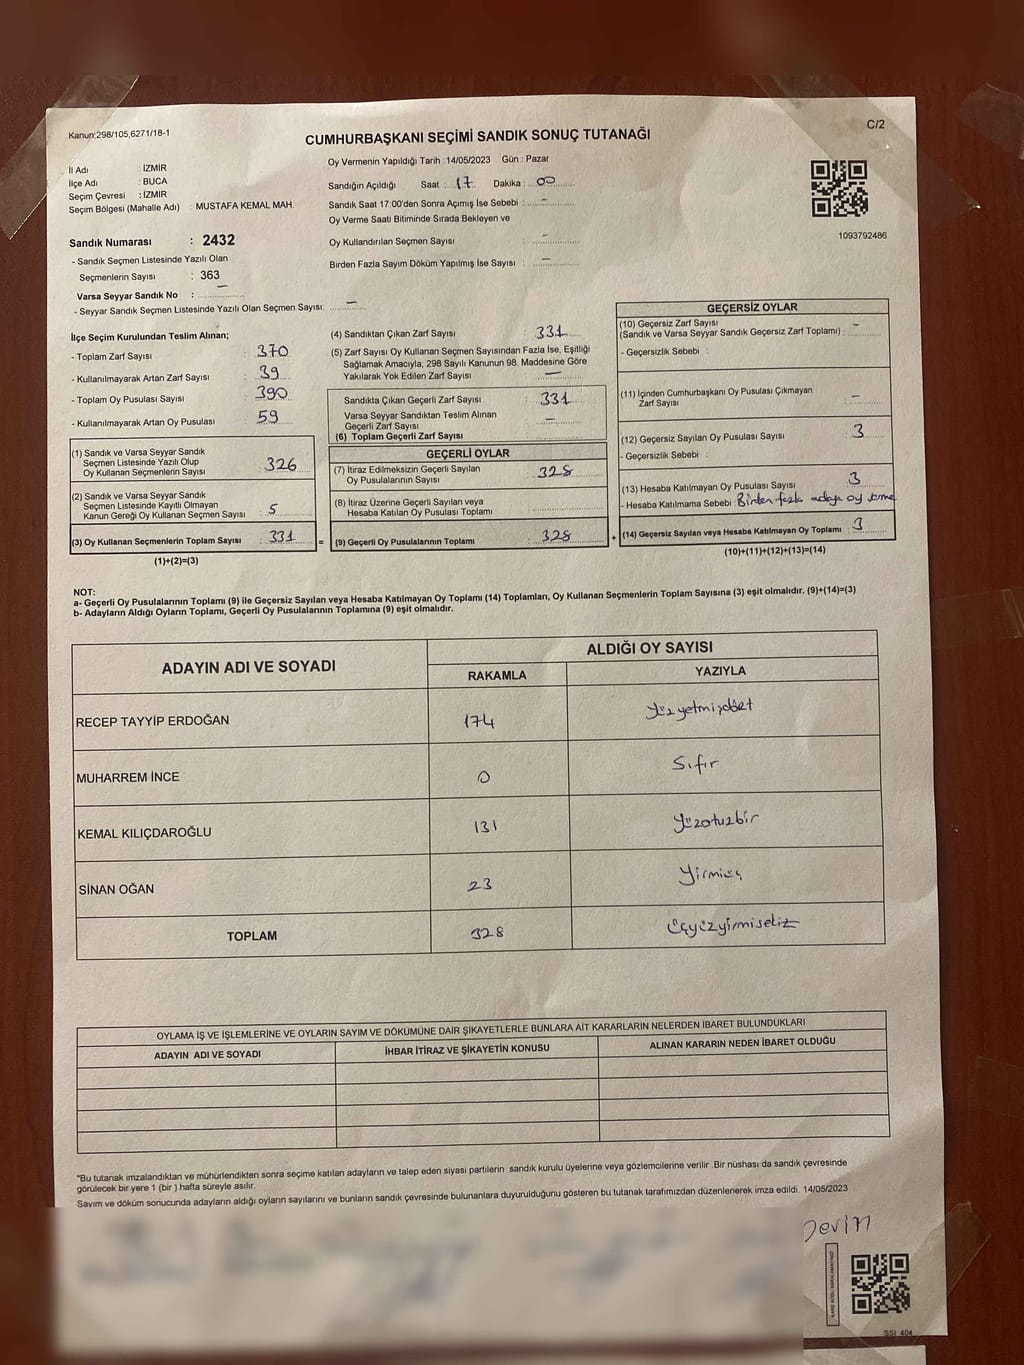 Kanun:298/105,6271/18-1
C/2
CUMHURBAŞKANI SEÇİMİ SANDIK SONUÇ TUTANAĞI
Oy Vermenin Yapıldığı Tarih : 14/05/2023 Gün : Pazar
İl Adı : İZMİR
İlçe Adı : BUCA
Seçim Çevresi : İZMİR
Seçim Bölgesi (Mahalle Adı) : MUSTAFA KEMAL MAH.
Sandık Numarası : 2432
- Sandık Seçmen Listesinde Yazılı Olan
Seçmenlerin Sayısı : 363
Varsa Seyyar Sandık No : –
- Seyyar Sandık Seçmen Listesinde Yazılı Olan Seçmen Sayısı: –
Sandığın Açıldığı Saat : 17 Dakika : 00
Sandık Saat 17:00'den Sonra Açımış İse Sebebi : –
Oy Verme Saati Bitiminde Sırada Bekleyen ve
Oy Kullandırılan Seçmen Sayısı –
Birden Fazla Sayım Döküm Yapılmış İse Sayısı : –
1093792486
İlçe Seçim Kurulundan Teslim Alınan;
- Toplam Zarf Sayısı : 370
- Kullanılmayarak Artan Zarf Sayısı : 39
- Toplam Oy Pusulası Sayısı : 390
- Kullanılmayarak Artan Oy Pusulası : 59
(1) Sandık ve Varsa Seyyar Sandık
Seçmen Listesinde Yazılı Olup
Oy Kullanan Seçmenlerin Sayısı : 326
(2) Sandık ve Varsa Seyyar Sandık
Seçmen Listesinde Kayıtlı Olmayan
Kanun Gereği Oy Kullanan Seçmen Sayısı : 5
(3) Oy Kullanan Seçmenlerin Toplam Sayısı : 331
(1)+(2)=(3)
(4) Sandıktan Çıkan Zarf Sayısı : 331
(5) Zarf Sayısı Oy Kullanan Seçmen Sayısından Fazla İse, Eşitliği
Sağlamak Amacıyla, 298 Sayılı Kanunun 98. Maddesine Göre
Yakılarak Yok Edilen Zarf Sayısı : –
Sandıkta Çıkan Geçerli Zarf Sayısı : 331
Varsa Seyyar Sandıktan Teslim Alınan
Geçerli Zarf Sayısı : –
(6) Toplam Geçerli Zarf Sayısı :
GEÇERLİ OYLAR
(7) İtiraz Edilmeksizin Geçerli Sayılan
Oy Pusulalarının Sayısı : 328
(8) İtiraz Üzerine Geçerli Sayılan veya
Hesaba Katılan Oy Pusulası Toplamı :
= (9) Geçerli Oy Pusulalarının Toplamı : 328
GEÇERSİZ OYLAR
(10) Geçersiz Zarf Sayısı
(Sandık ve Varsa Seyyar Sandık Geçersiz Zarf Toplamı) : –
- Geçersizlik Sebebi :
(11) İçinden Cumhurbaşkanı Oy Pusulası Çıkmayan
Zarf Sayısı : –
(12) Geçersiz Sayılan Oy Pusulası Sayısı : 3
- Geçersizlik Sebebi :
(13) Hesaba Katılmayan Oy Pusulası Sayısı : 3
- Hesaba Katılmama Sebebi : Birden fazla adaya oy verme
+ (14) Geçersiz Sayılan veya Hesaba Katılmayan Oy Toplamı : 3
(10)+(11)+(12)+(13)=(14)
NOT:
a- Geçerli Oy Pusulalarının Toplamı (9) ile Geçersiz Sayılan veya Hesaba Katılmayan Oy Toplamı (14) Toplamları, Oy Kullanan Seçmenlerin Toplam Sayısına (3) eşit olmalıdır. (9)+(14)=(3)
b- Adayların Aldığı Oyların Toplamı, Geçerli Oy Pusulalarının Toplamına (9) eşit olmalıdır.
ADAYIN ADI VE SOYADI
ALDIĞI OY SAYISI
RAKAMLA YAZIYLA
RECEP TAYYİP ERDOĞAN 174 Yüzyetmişdört
MUHARREM İNCE 0 Sıfır
KEMAL KILIÇDAROĞLU 131 Yüzotuzbir
SİNAN OĞAN 23 Yirmiüç
TOPLAM 328 Üçyüzyirmisekiz
OYLAMA İŞ VE İŞLEMLERİNE VE OYLARIN SAYIM VE DÖKÜMÜNE DAİR ŞİKAYETLERLE BUNLARA AİT KARARLARIN NELERDEN İBARET BULUNDUKLARI
ADAYIN ADI VE SOYADI İHBAR İTİRAZ VE ŞİKAYETİN KONUSU ALINAN KARARIN NEDEN İBARET OLDUĞU
*Bu tutanak imzalandıktan ve mühürlendikten sonra seçime katılan adayların ve talep eden siyasi partilerin sandık kurulu üyelerine veya gözlemcilerine verilir .Bir nüshası da sandık çevresinde
görülecek bir yere 1 (bir ) hafta süreyle asılır.
Sayım ve döküm sonucunda adayların aldığı oyların sayılarını ve bunların sandık çevresinde bulunanlara duyurulduğunu gösteren bu tutanak tarafımızdan düzenlenerek imza edildi. 14/05/2023
Devin
SSI 404